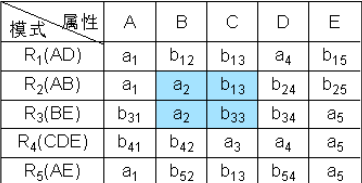 模式 属性 A B C D E
R₁(AD) a₁ b₁₂ b₁₃ a₄ b₁₅
R₂(AB) a₁ a₂ b₁₃ b₂₄ b₂₅
R₃(BE) b₃₁ a₂ b₃₃ b₃₄ a₅
R₄(CDE) b₄₁ b₄₂ a₃ a₄ a₅
R₅(AE) a₁ b₅₂ b₁₃ b₅₄ a₅